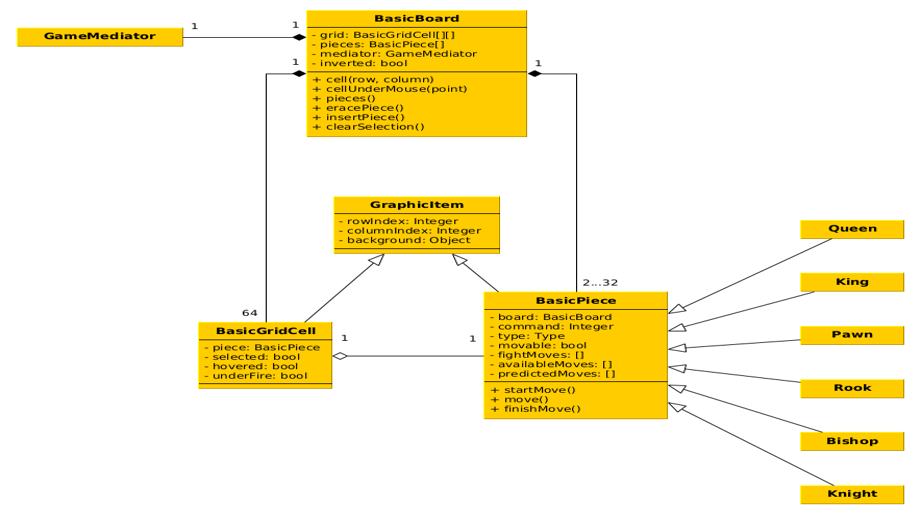 GameMediator
1
1
BasicBoard
- grid: BasicGridCell[][]
- pieces: BasicPiece[]
- mediator: GameMediator
- inverted: bool
+ cell(row, column)
+ cellUnderMouse(point)
+ pieces()
+ eracePiece()
+ insertPiece()
+ clearSelection()
1
1
GraphicItem
- rowIndex: Integer
- columnIndex: Integer
- background: Object
64
2...32
BasicGridCell
- piece: BasicPiece
- selected: bool
- hovered: bool
- underFire: bool
1
1
BasicPiece
- board: BasicBoard
- command: Integer
- type: Type
- movable: bool
- fightMoves: []
- availableMoves: []
- predictedMoves: []
+ startMove()
+ move()
+ finishMove()
Queen
King
Pawn
Rook
Bishop
Knight